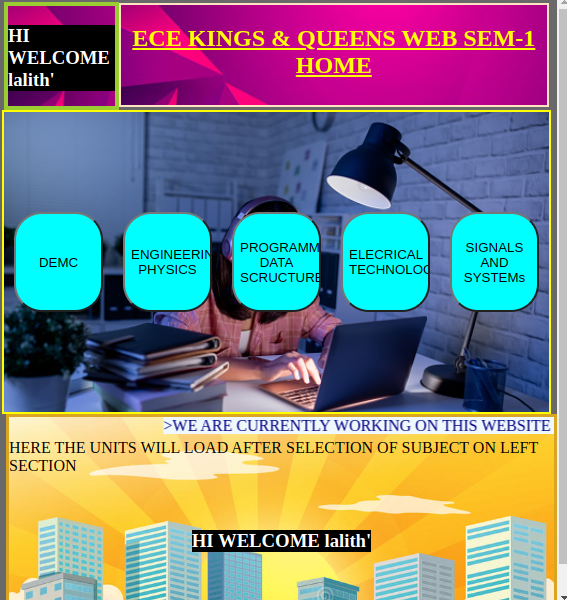 HI
WELCOME
lalith'
ECE KINGS & QUEENS WEB SEM-1
HOME
DEMC
ENGINEERIN
PHYSICS
PROGRAMM
DATA
SCRUCTURE
ELECRICAL
TECHNOLOG
SIGNALS
AND
SYSTEMs
>WE ARE CURRENTLY WORKING ON THIS WEBSITE
HERE THE UNITS WILL LOAD AFTER SELECTION OF SUBJECT ON LEFT
SECTION
HI WELCOME lalith'